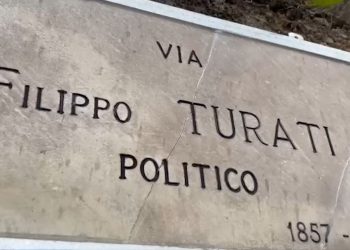 VIA
FILIPPO TURATI
POLITICO
1857 -